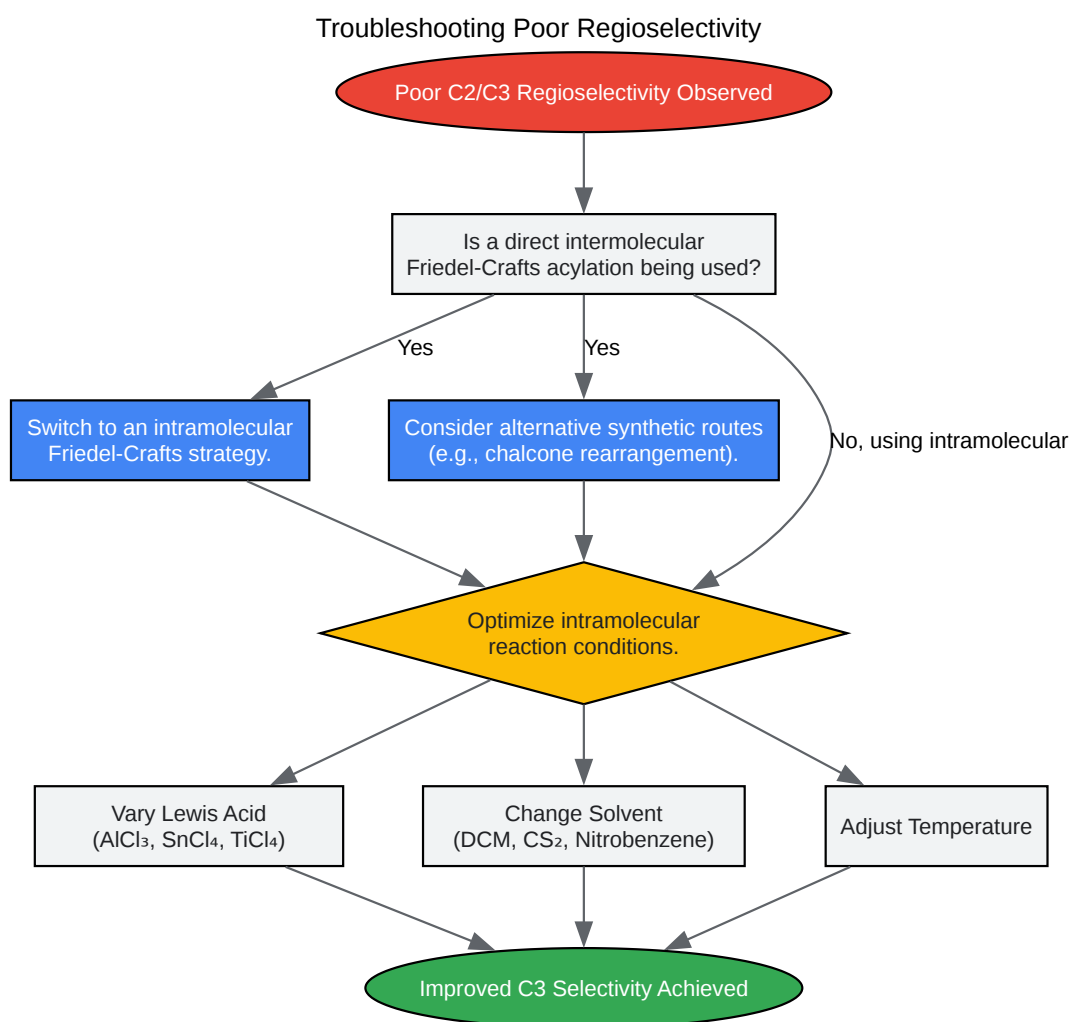 Troubleshooting Poor Regioselectivity
Poor C2/C3 Regioselectivity Observed
Is a direct intermolecular
Friedel-Crafts acylation being used?
Yes
Yes
No, using intramolecular
Switch to an intramolecular
Friedel-Crafts strategy.
Consider alternative synthetic routes
(e.g., chalcone rearrangement).
Optimize intramolecular
reaction conditions.
Vary Lewis Acid
(AlCl₃, SnCl₄, TiCl₄)
Change Solvent
(DCM, CS₂, Nitrobenzene)
Adjust Temperature
Improved C3 Selectivity Achieved